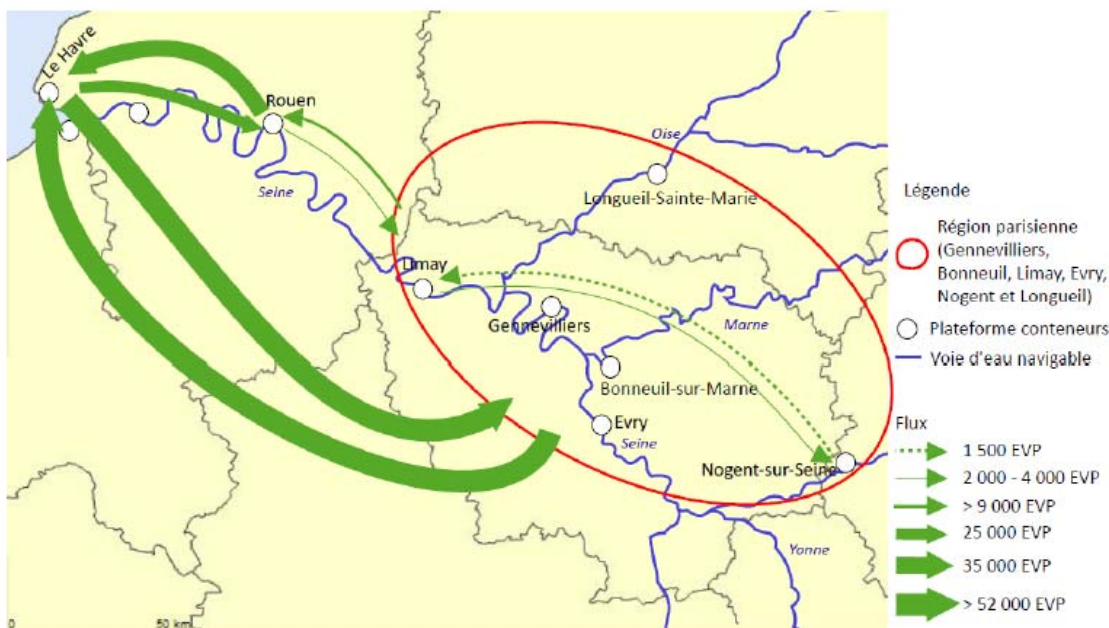 Le Havre
Rouen
Seine
Oise
Longueil-Sainte-Marie
Limay
Gennevilliers
Marne
Bonneuil-sur-Marne
Evry
Seine
Nogent-sur-Seine
Yonne
0
50 km
Légende
Région parisienne
(Gennevilliers,
Bonneuil, Limay, Evry,
Nogent et Longueil)
Plateforme conteneurs
Voie d'eau navigable
Flux
1 500 EVP
2 000 - 4 000 EVP
> 9 000 EVP
25 000 EVP
35 000 EVP
> 52 000 EVP